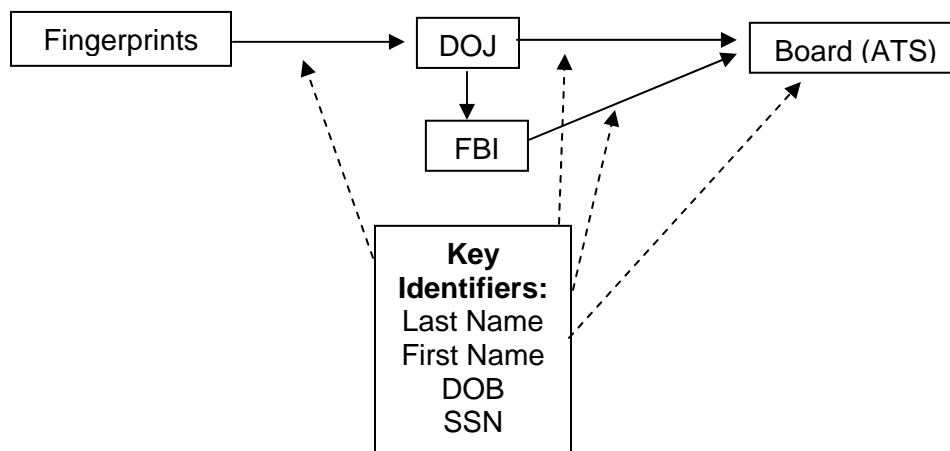 Fingerprints
DOJ
Board (ATS)
FBI
Key
Identifiers:
Last Name
First Name
DOB
SSN